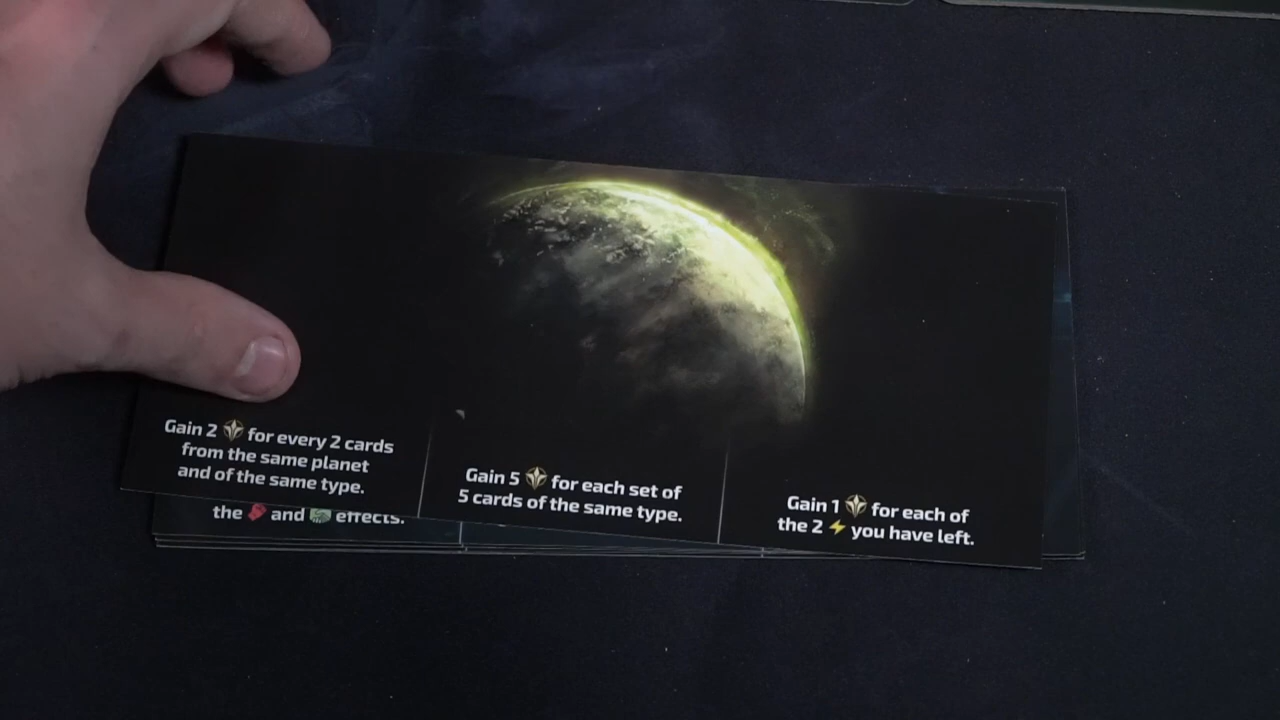 Gain 2 for every 2 cards
from the same planet
and of the same type.
Gain 5 for each set of
5 cards of the same type.
Gain 1 for each of
the 2 you have left.
the and effects.